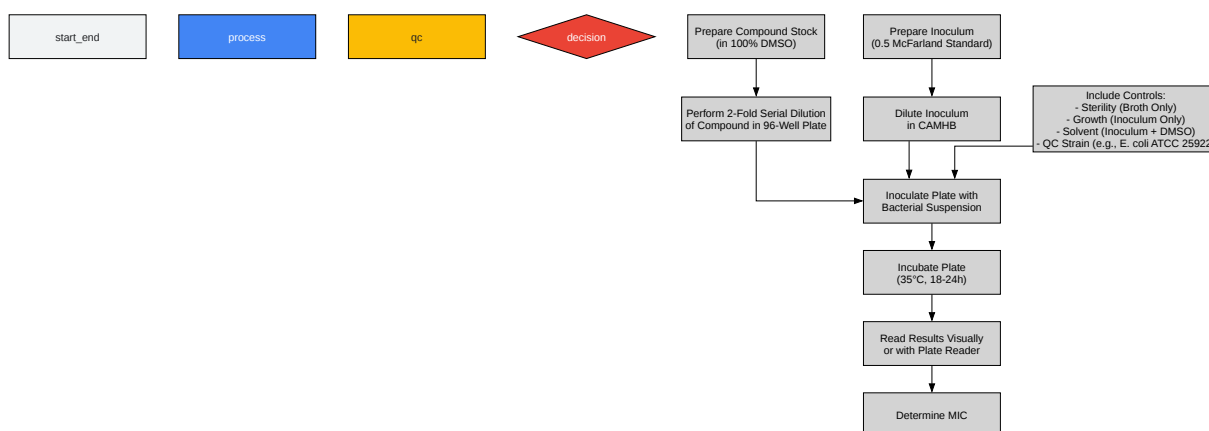 start_end
process
qc
decision
Prepare Compound Stock
(in 100% DMSO)
Prepare Inoculum
(0.5 McFarland Standard)
Perform 2-Fold Serial Dilution
of Compound in 96-Well Plate
Dilute Inoculum
in CAMHB
Include Controls:
- Sterility (Broth Only)
- Growth (Inoculum Only)
- Solvent (Inoculum + DMSO)
- QC Strain (e.g., E. coli ATCC 25922
Inoculate Plate with
Bacterial Suspension
Incubate Plate
(35°C, 18-24h)
Read Results Visually
or with Plate Reader
Determine MIC